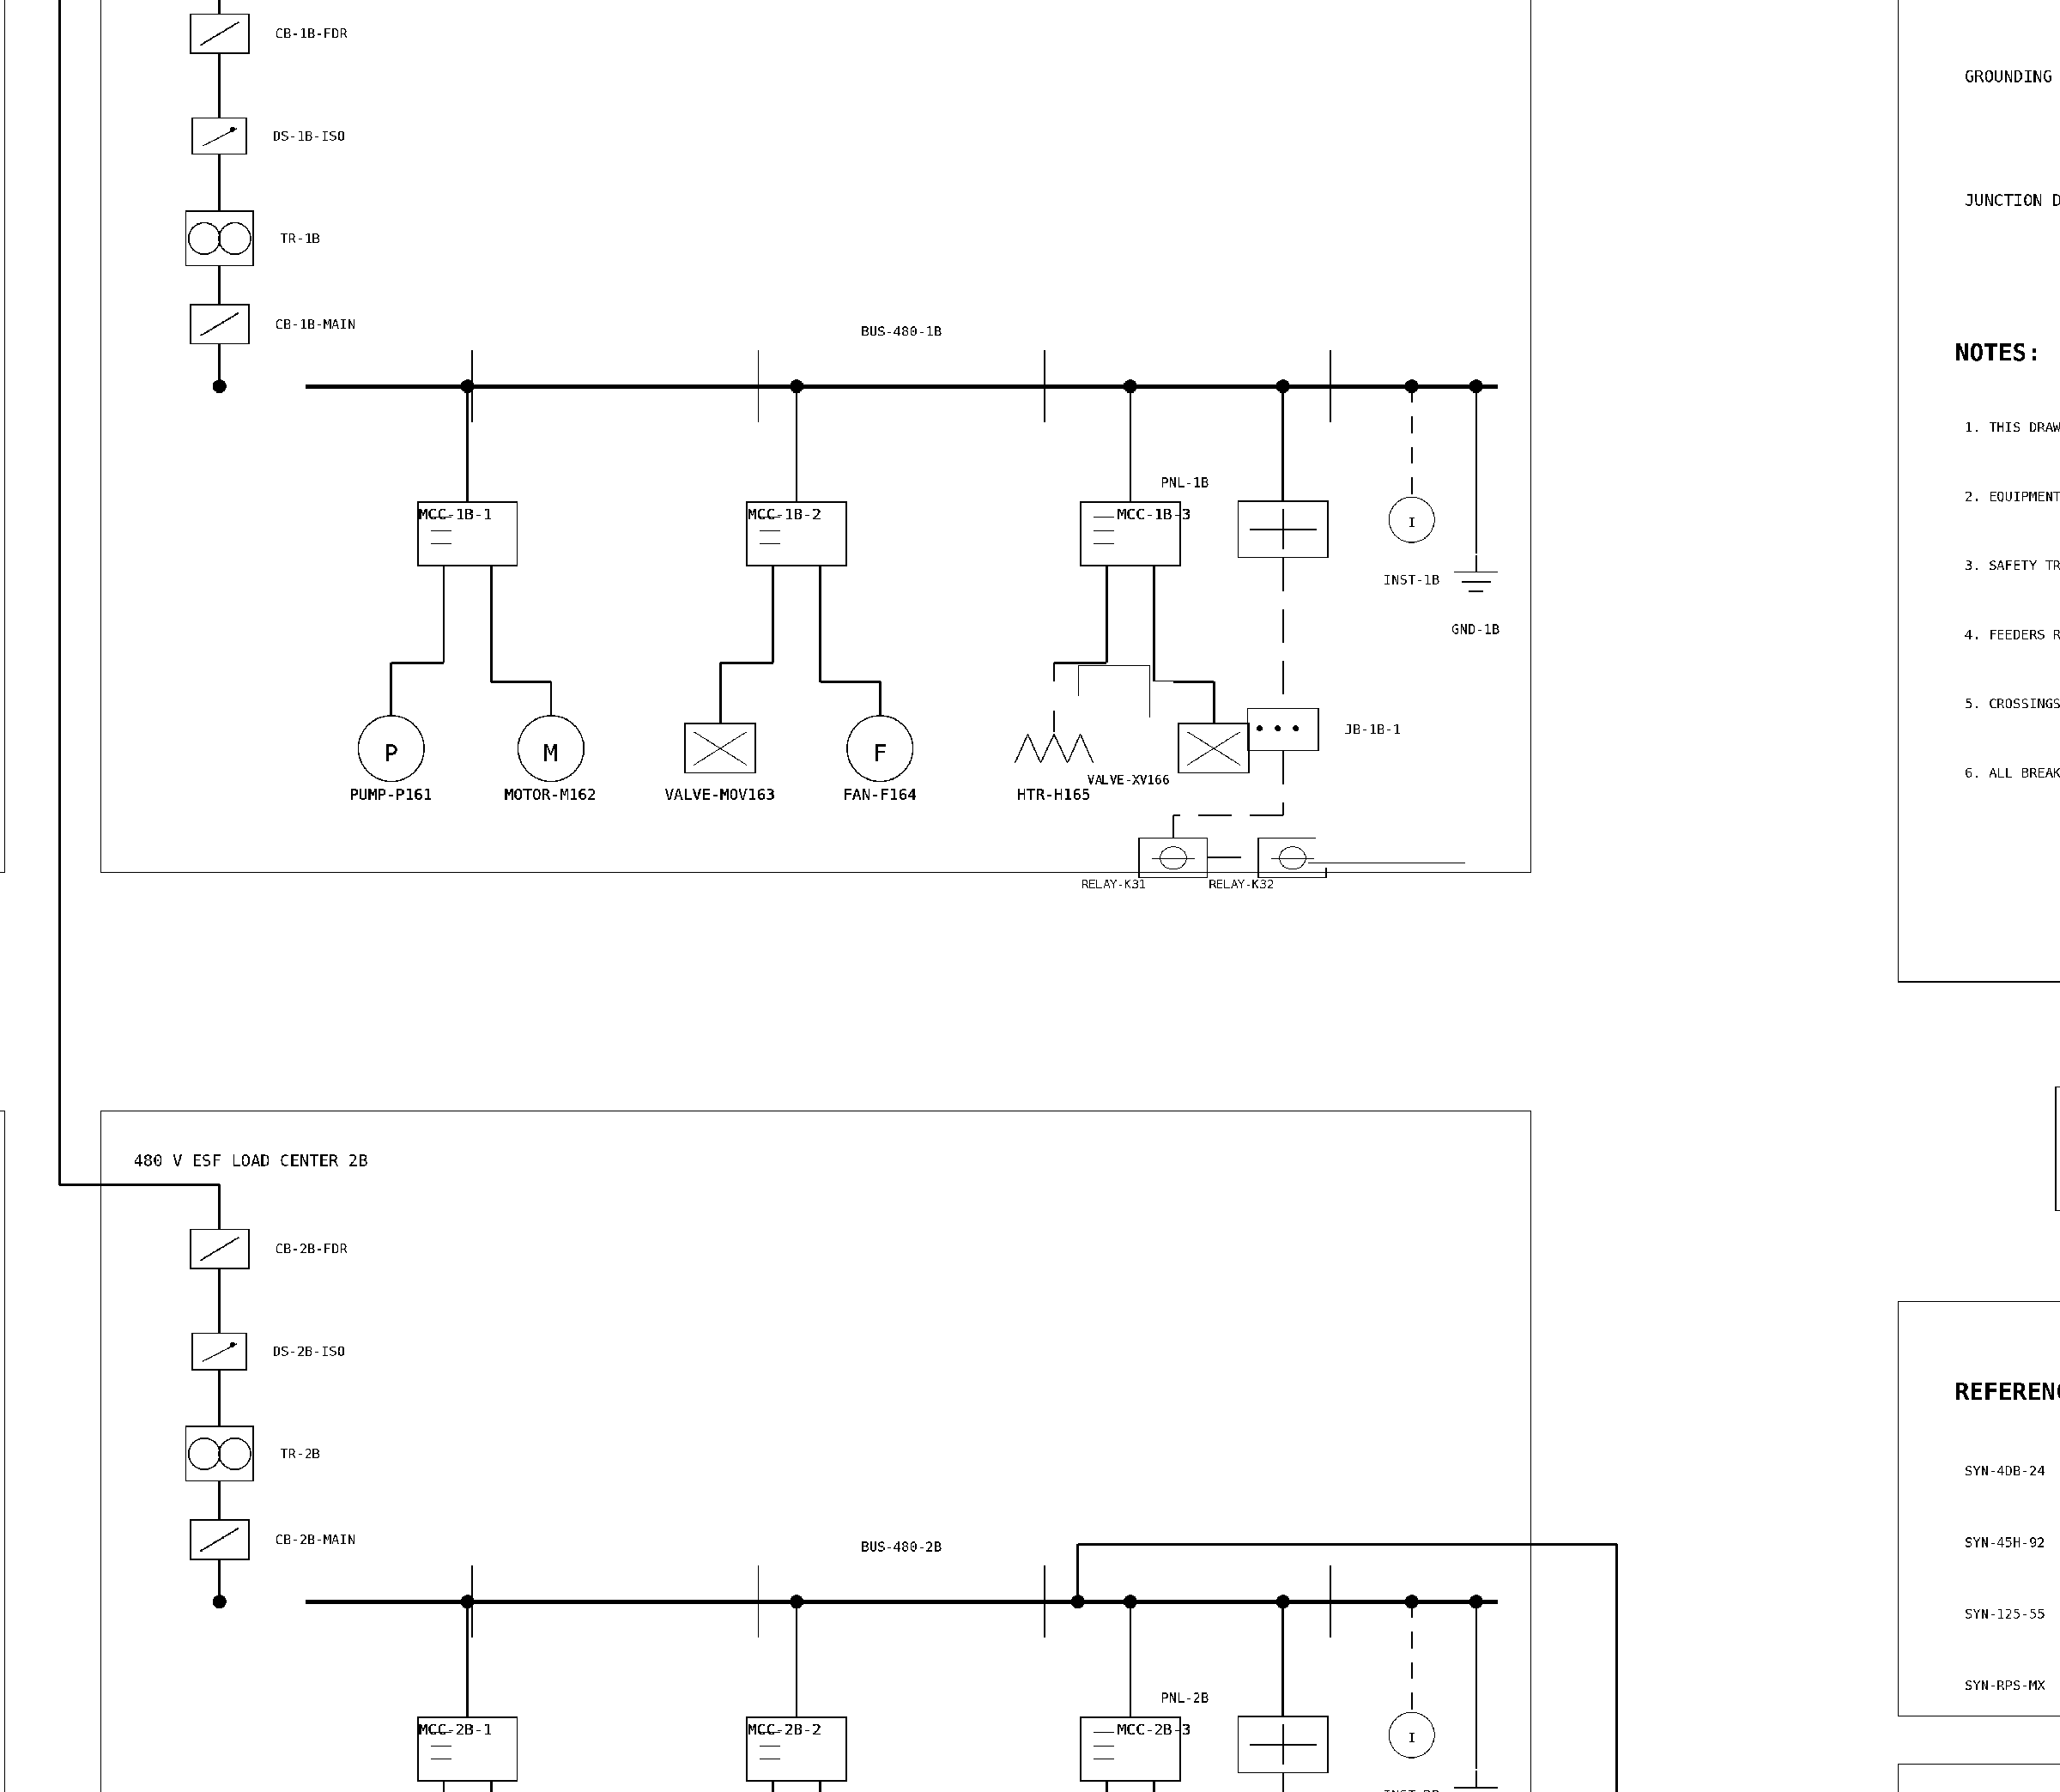 CB-1B-FDR
DS-1B-ISO
TR-1B
CB-1B-MAIN
BUS-480-1B
PNL-1B
MCC-1B-1
MCC-1B-2
MCC-1B-3
I
INST-1B
GND-1B
JB-1B-1
P
M
F
VALVE-XV166
PUMP-P161
MOTOR-M162
VALVE-MOV163
FAN-F164
HTR-H165
RELAY-K31
RELAY-K32
480 V ESF LOAD CENTER 2B
CB-2B-FDR
DS-2B-ISO
TR-2B
CB-2B-MAIN
BUS-480-2B
PNL-2B
MCC-2B-1
MCC-2B-2
MCC-2B-3
I
GROUNDING
JUNCTION D
NOTES:
1. THIS DRAW
2. EQUIPMENT
3. SAFETY TR
4. FEEDERS R
5. CROSSINGS
6. ALL BREAK
REFEREN
SYN-4DB-24
SYN-45H-92
SYN-125-55
SYN-RPS-MX